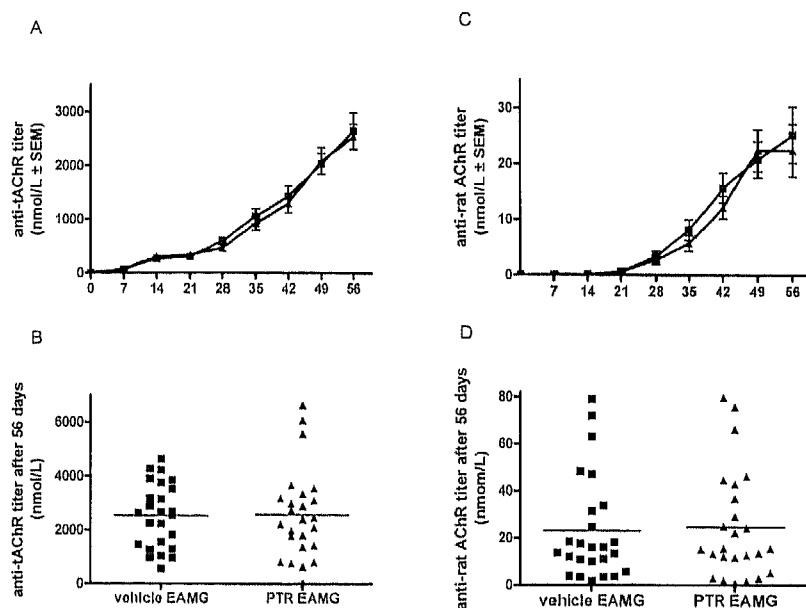 A
anti-tAChR titer
(nmol/L ± SEM)
3000
2000
1000
0
0 7 14 21 28 35 42 49 56
C
anti-rat AChR titer
(nmol/L ± SEM)
30
20
10
0
7 14 21 28 35 42 49 56
B
anti-tAChR titer after 56 days
(nmol/L)
6000
4000
2000
0
vehicle EAMG PTR EAMG
D
anti-rat AChR titer after 56 days
(nmom/L)
80
60
40
20
0
vehicle EAMG PTR EAMG